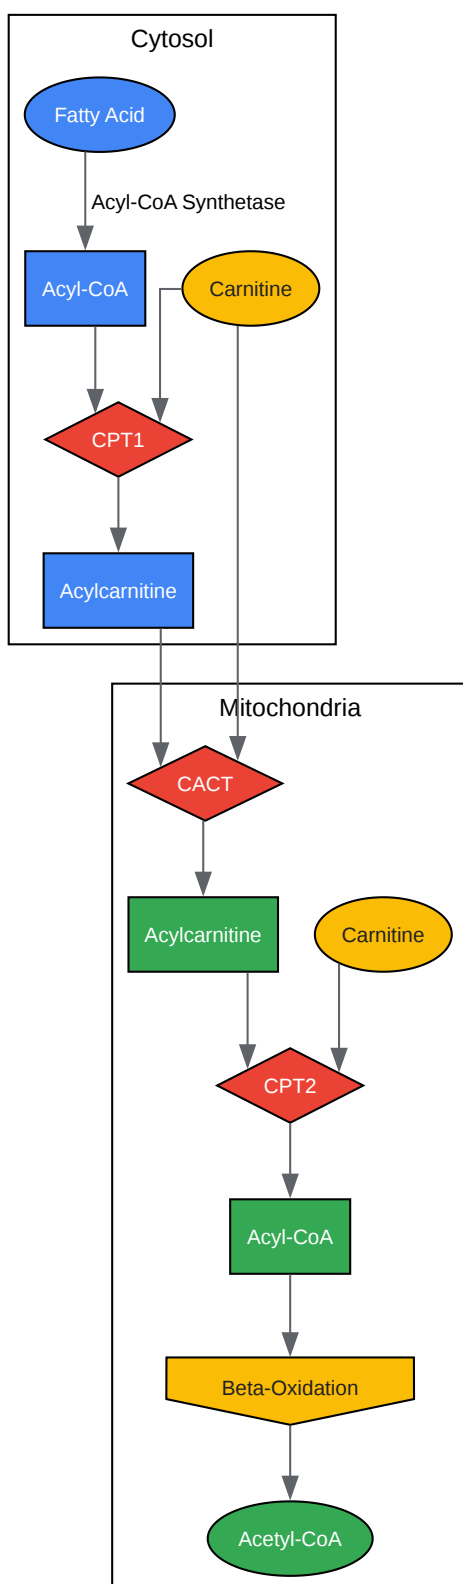 Cytosol
Fatty Acid
Acyl-CoA Synthetase
Acyl-CoA
Carnitine
CPT1
Acylcarnitine
Mitochondria
CACT
Acylcarnitine
Carnitine
CPT2
Acyl-CoA
Beta-Oxidation
Acetyl-CoA